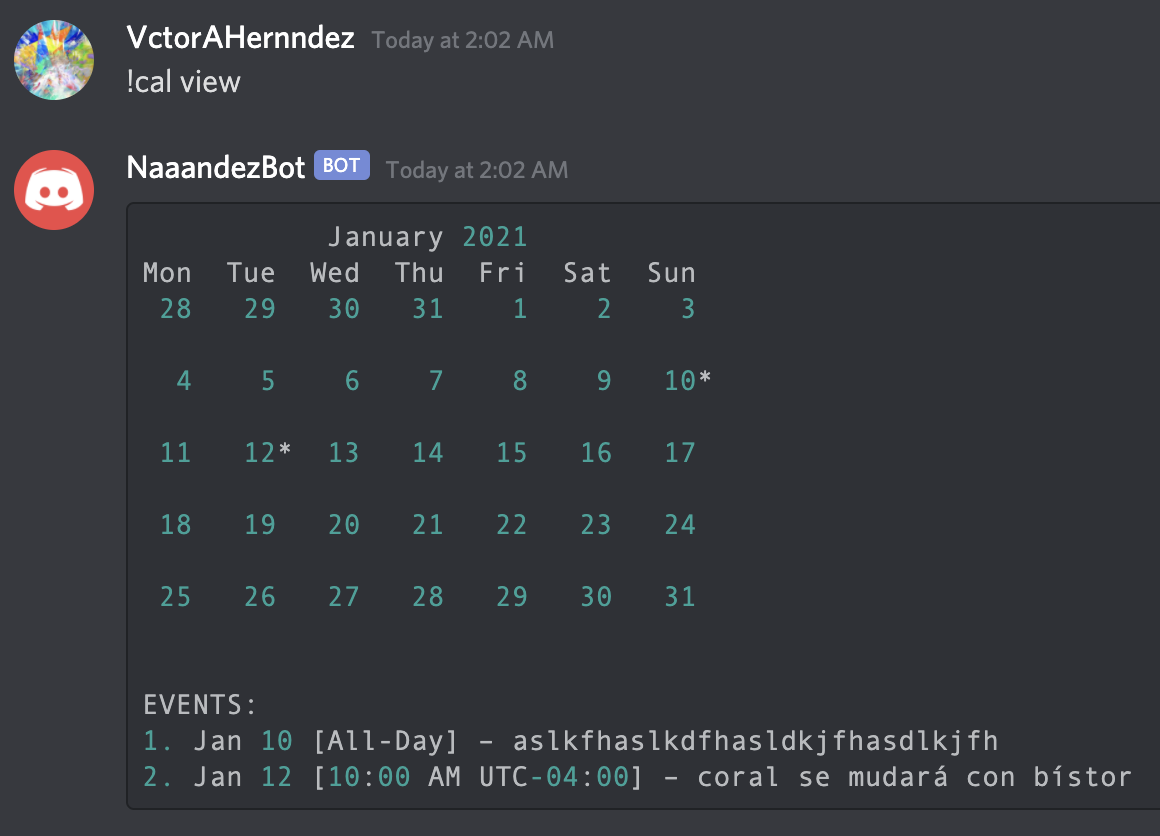 VctorAHernndez Today at 2:02 AM
!cal view
NaaandezBot BOT Today at 2:02 AM
January 2021
Mon Tue Wed Thu Fri Sat Sun
28 29 30 31 1 2 3
4 5 6 7 8 9 10*
11 12* 13 14 15 16 17
18 19 20 21 22 23 24
25 26 27 28 29 30 31
EVENTS:
1. Jan 10 [All-Day] – aslkfhaslkdfhasldkjfhasdlkjfh
2. Jan 12 [10:00 AM UTC-04:00] – coral se mudará con bístor